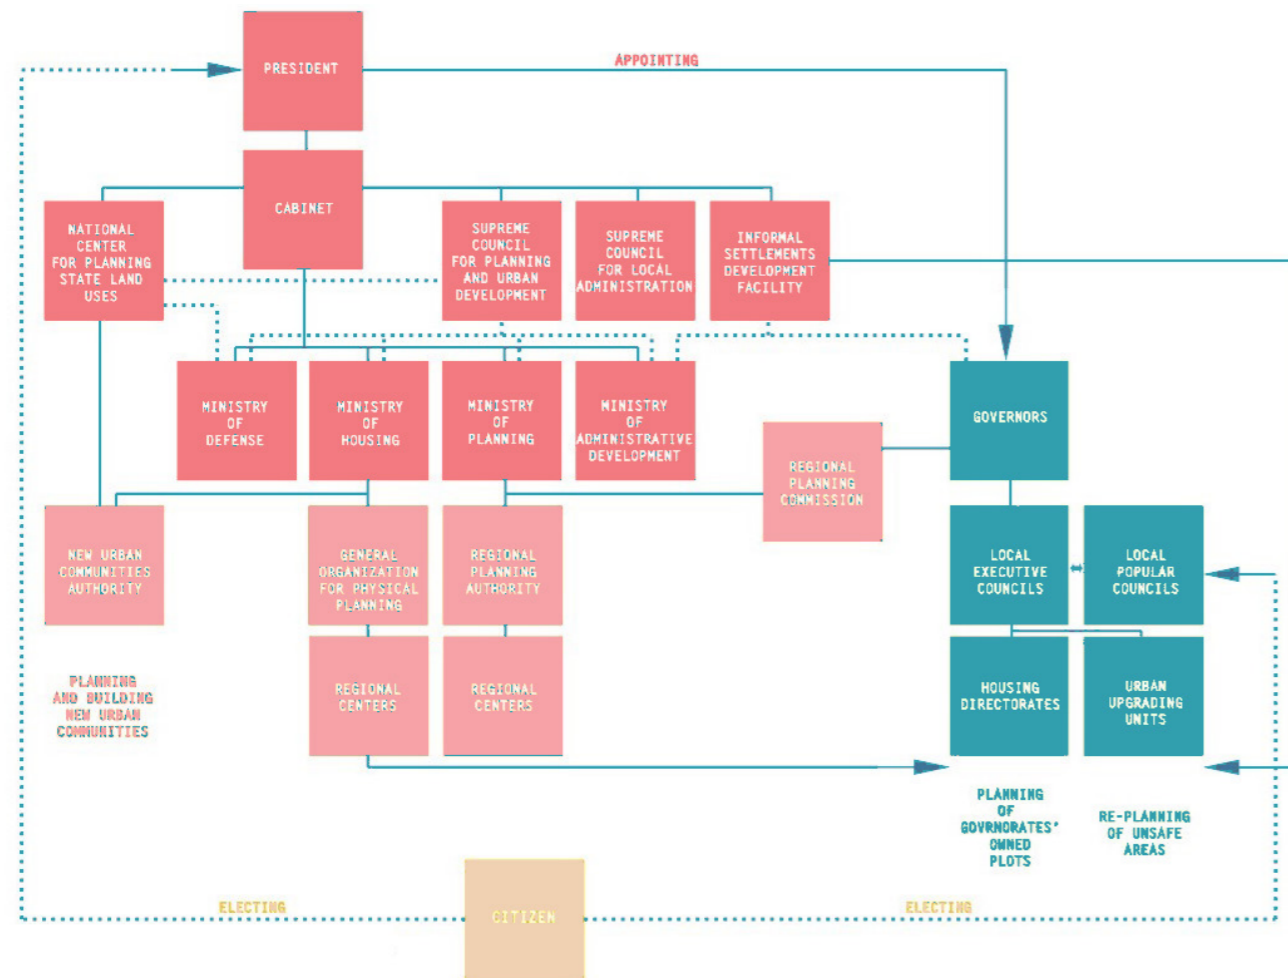 PRESIDENT
APPOINTING
CABINET
NATIONAL
CENTER
FOR PLANNING
STATE LAND
USES
SUPREME
COUNCIL
FOR PLANNING
AND URBAN
DEVELOPMENT
SUPREME
COUNCIL
FOR LOCAL
ADMINISTRATION
INFORMAL
SETTLEMENTS
DEVELOPMENT
FACILITY
MINISTRY
OF
DEFENSE
MINISTRY
OF
HOUSING
MINISTRY
OF
PLANNING
MINISTRY
OF
ADMINISTRATIVE
DEVELOPMENT
GOVERNORS
REGIONAL
PLANNING
COMMISSION
NEW URBAN
COMMUNITIES
AUTHORITY
GENERAL
ORGANIZATION
FOR PHYSICAL
PLANNING
REGIONAL
PLANNING
AUTHORITY
LOCAL
EXECUTIVE
COUNCILS
LOCAL
POPULAR
COUNCILS
PLANNING
AND BUILDING
NEW URBAN
COMMUNITIES
REGIONAL
CENTERS
REGIONAL
CENTERS
HOUSING
DIRECTORATES
URBAN
UPGRADING
UNITS
PLANNING
OF
GOVRNORATES'
OWNED
PLOTS
RE-PLANNING
OF UNSAFE
AREAS
ELECTING
CITIZEN
ELECTING